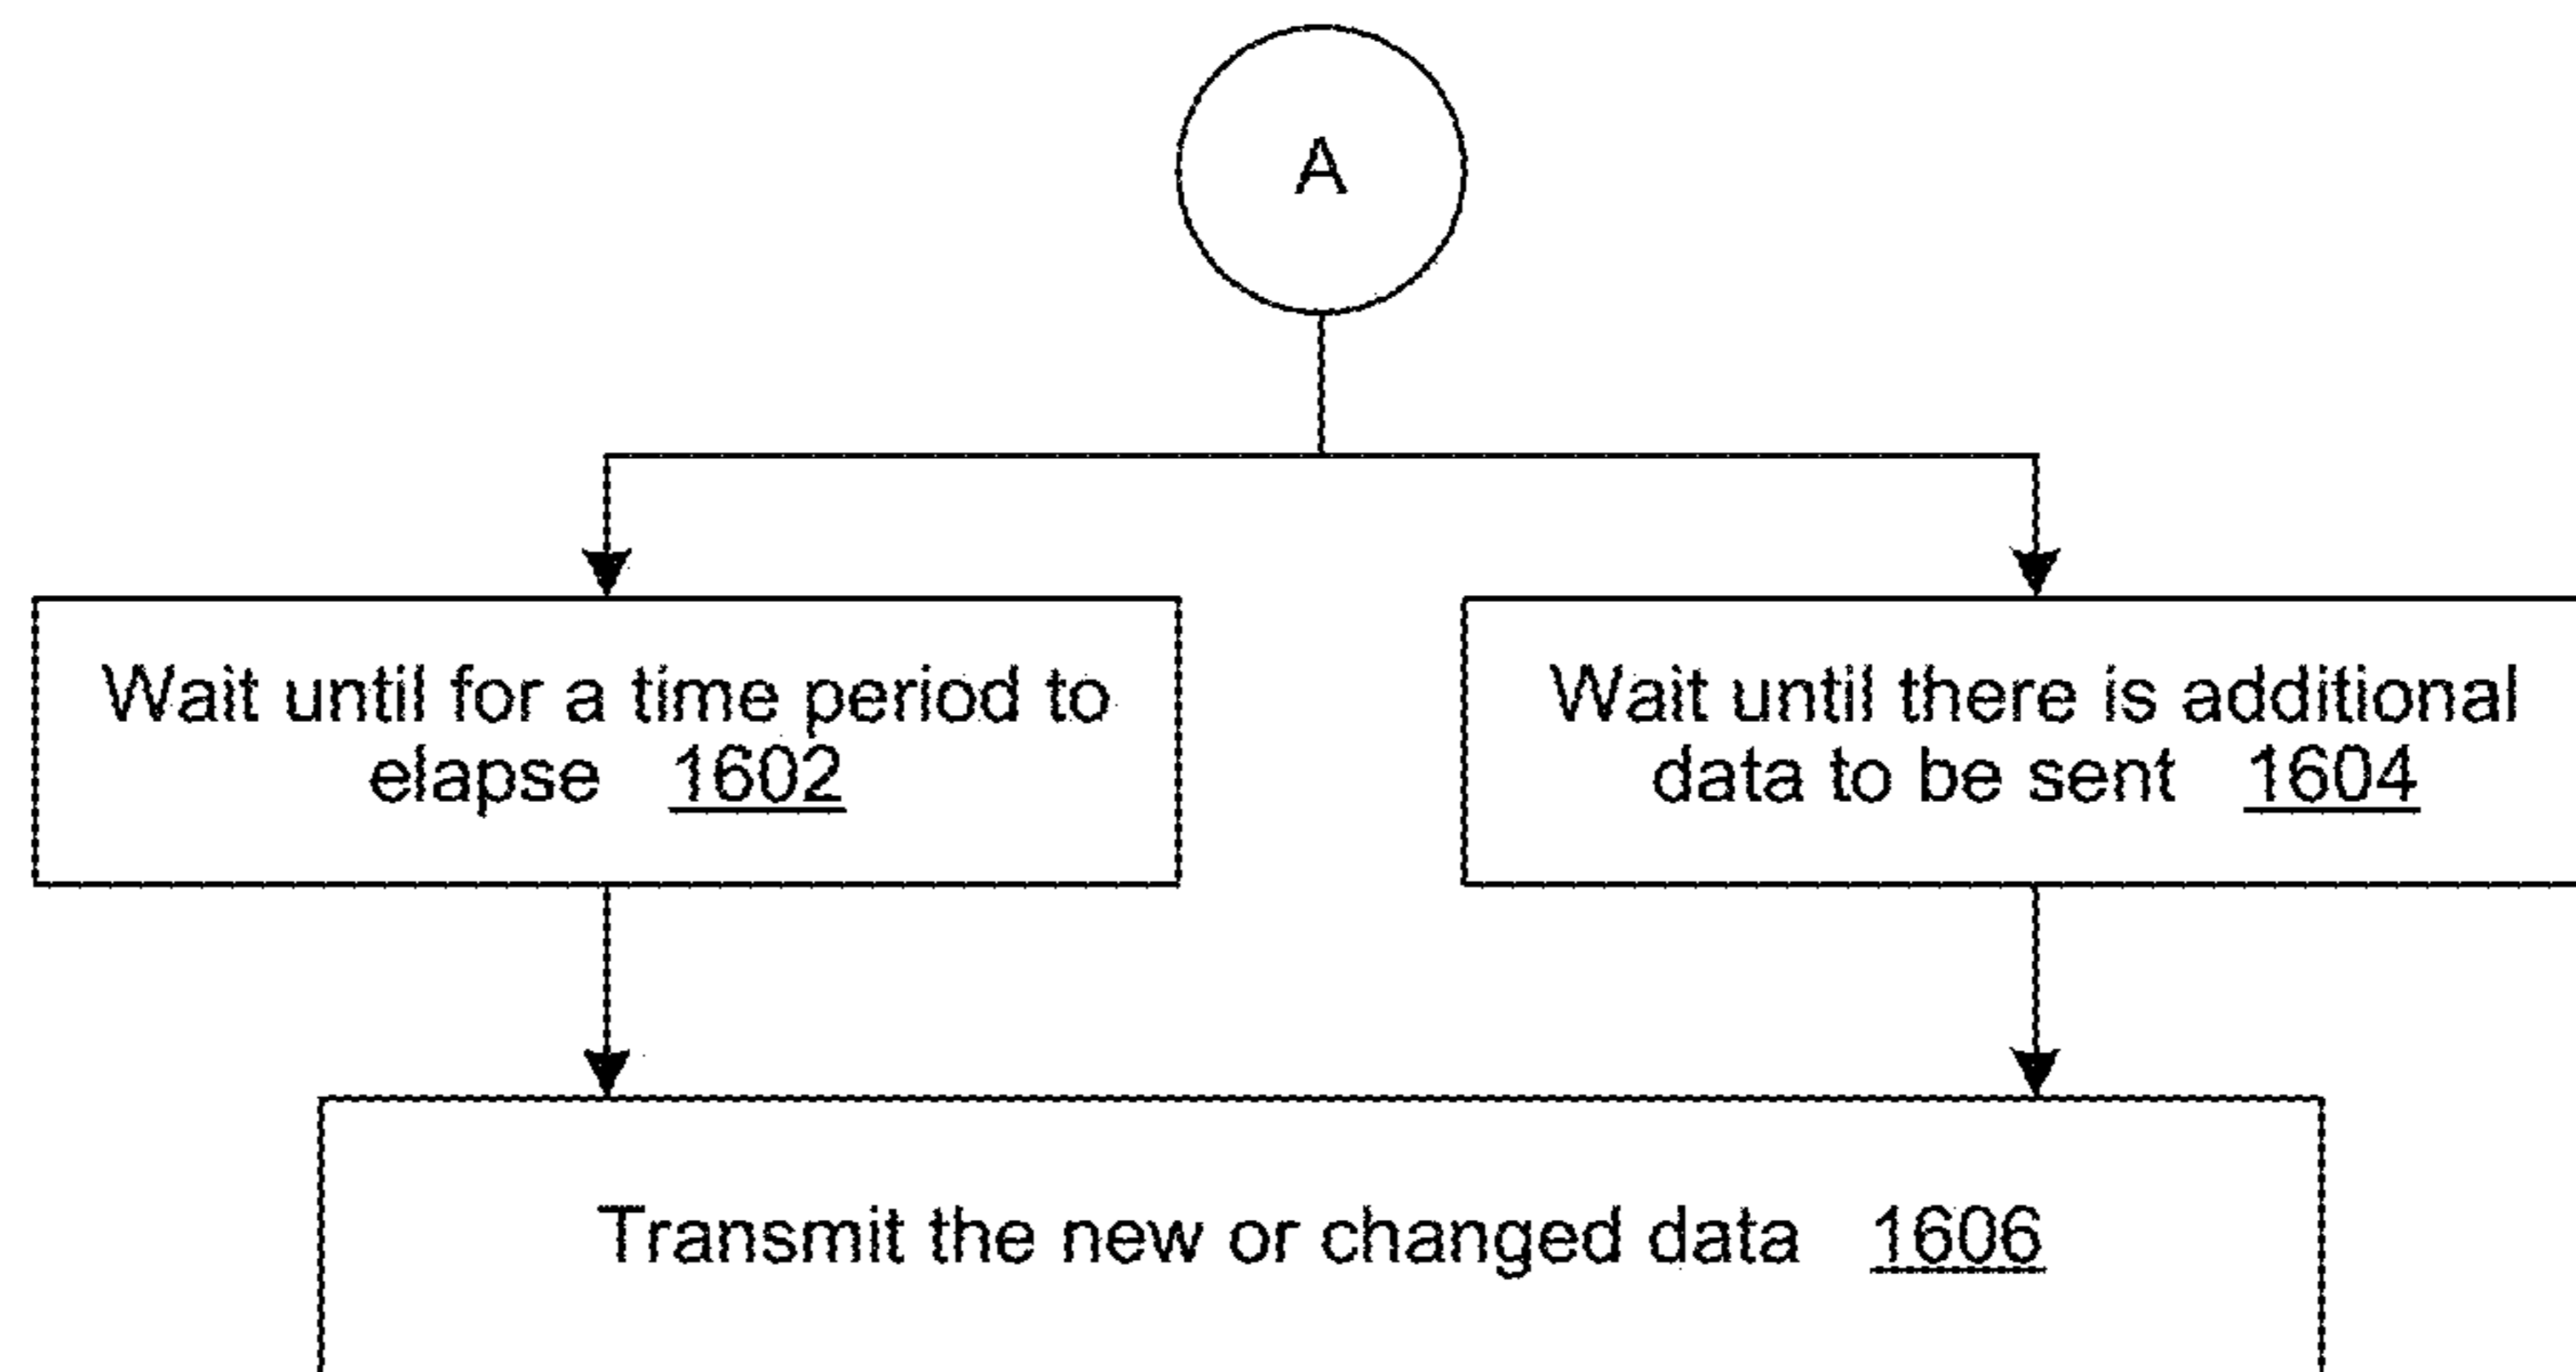 A
Wait until for a time period to
elapse 1602
Wait until there is additional
data to be sent 1604
Transmit the new or changed data 1606